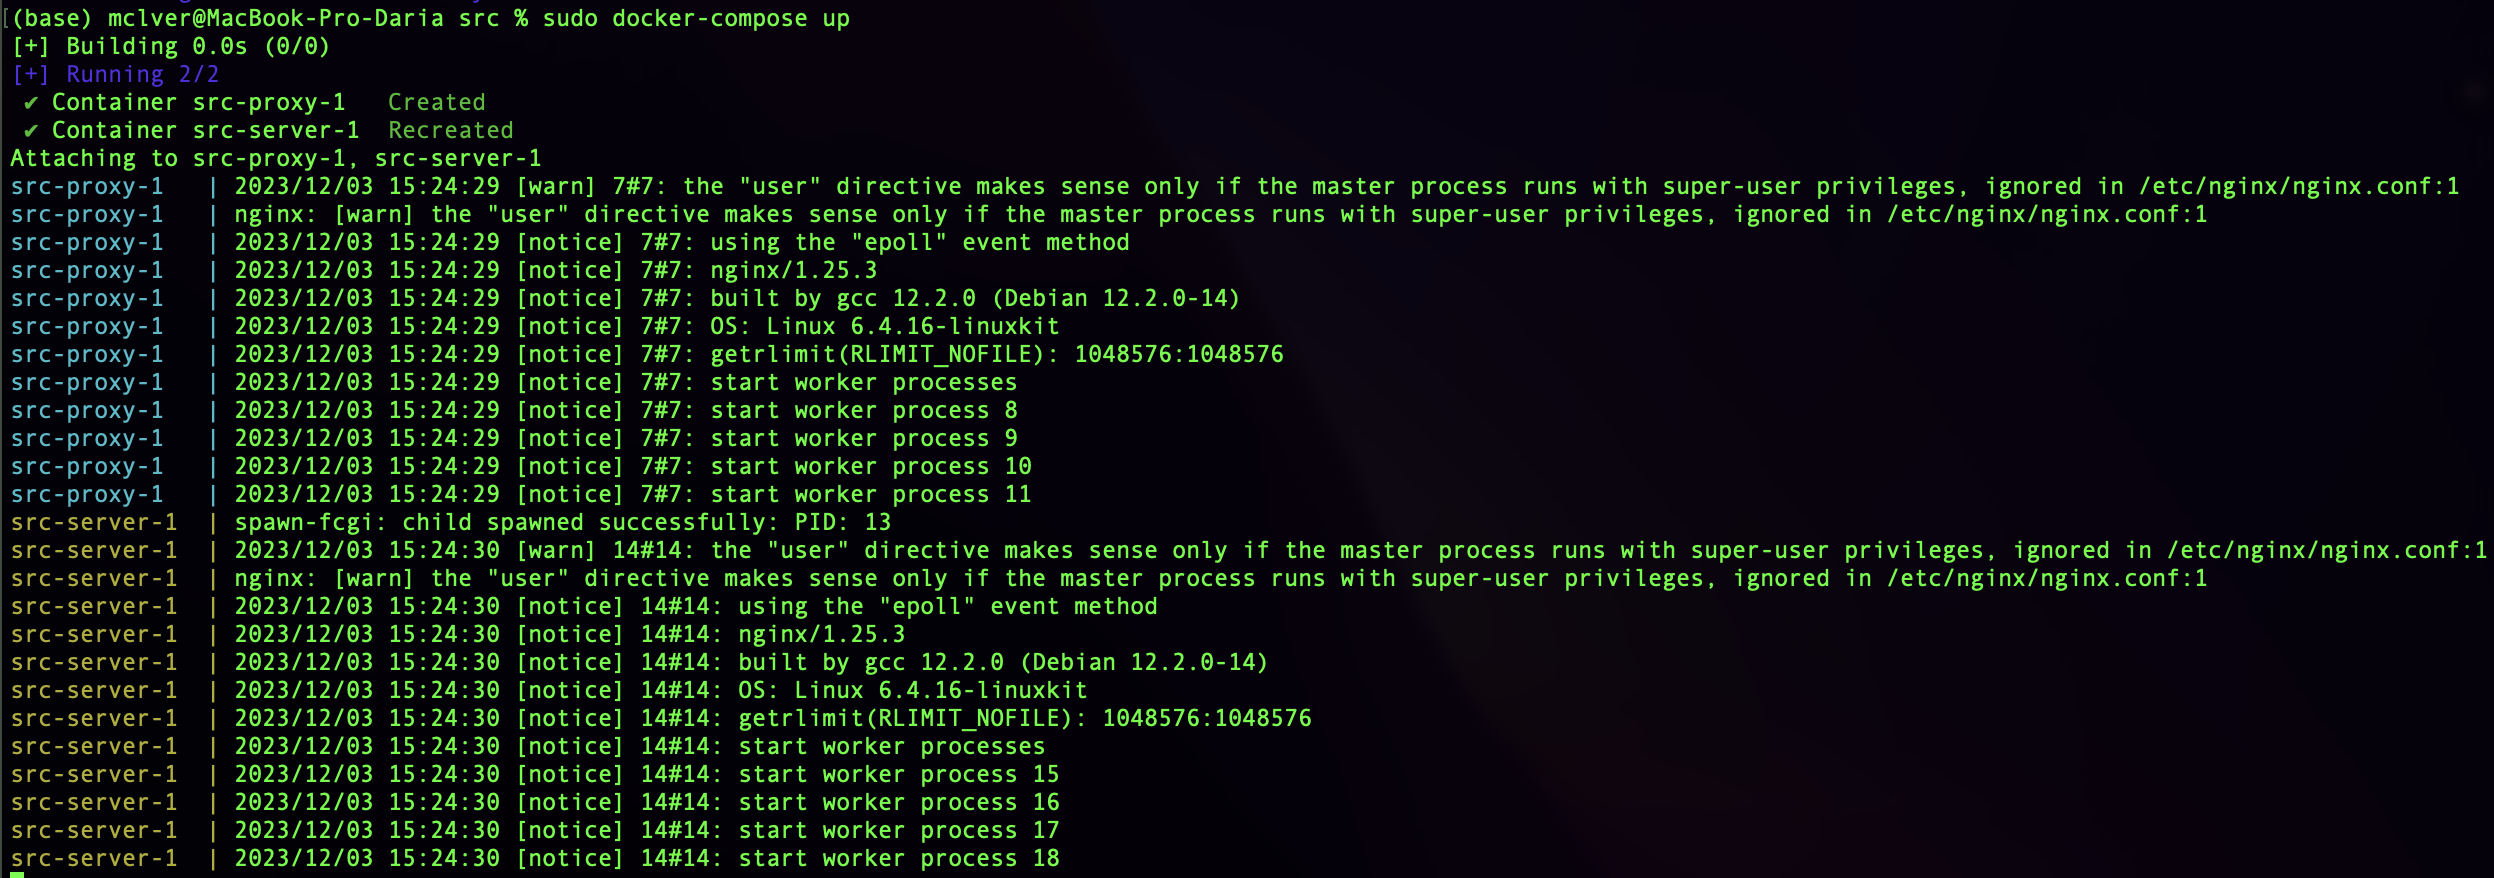 [(base) mclver@MacBook-Pro-Daria src % sudo docker-compose up
[+] Building 0.0s (0/0)
[+] Running 2/2
✔ Container src-proxy-1   Created
✔ Container src-server-1  Recreated
Attaching to src-proxy-1, src-server-1
src-proxy-1   | 2023/12/03 15:24:29 [warn] 7#7: the "user" directive makes sense only if the master process runs with super-user privileges, ignored in /etc/nginx/nginx.conf:1
src-proxy-1   | nginx: [warn] the "user" directive makes sense only if the master process runs with super-user privileges, ignored in /etc/nginx/nginx.conf:1
src-proxy-1   | 2023/12/03 15:24:29 [notice] 7#7: using the "epoll" event method
src-proxy-1   | 2023/12/03 15:24:29 [notice] 7#7: nginx/1.25.3
src-proxy-1   | 2023/12/03 15:24:29 [notice] 7#7: built by gcc 12.2.0 (Debian 12.2.0-14)
src-proxy-1   | 2023/12/03 15:24:29 [notice] 7#7: OS: Linux 6.4.16-linuxkit
src-proxy-1   | 2023/12/03 15:24:29 [notice] 7#7: getrlimit(RLIMIT_NOFILE): 1048576:1048576
src-proxy-1   | 2023/12/03 15:24:29 [notice] 7#7: start worker processes
src-proxy-1   | 2023/12/03 15:24:29 [notice] 7#7: start worker process 8
src-proxy-1   | 2023/12/03 15:24:29 [notice] 7#7: start worker process 9
src-proxy-1   | 2023/12/03 15:24:29 [notice] 7#7: start worker process 10
src-proxy-1   | 2023/12/03 15:24:29 [notice] 7#7: start worker process 11
src-server-1  | spawn-fcgi: child spawned successfully: PID: 13
src-server-1  | 2023/12/03 15:24:30 [warn] 14#14: the "user" directive makes sense only if the master process runs with super-user privileges, ignored in /etc/nginx/nginx.conf:1
src-server-1  | nginx: [warn] the "user" directive makes sense only if the master process runs with super-user privileges, ignored in /etc/nginx/nginx.conf:1
src-server-1  | 2023/12/03 15:24:30 [notice] 14#14: using the "epoll" event method
src-server-1  | 2023/12/03 15:24:30 [notice] 14#14: nginx/1.25.3
src-server-1  | 2023/12/03 15:24:30 [notice] 14#14: built by gcc 12.2.0 (Debian 12.2.0-14)
src-server-1  | 2023/12/03 15:24:30 [notice] 14#14: OS: Linux 6.4.16-linuxkit
src-server-1  | 2023/12/03 15:24:30 [notice] 14#14: getrlimit(RLIMIT_NOFILE): 1048576:1048576
src-server-1  | 2023/12/03 15:24:30 [notice] 14#14: start worker processes
src-server-1  | 2023/12/03 15:24:30 [notice] 14#14: start worker process 15
src-server-1  | 2023/12/03 15:24:30 [notice] 14#14: start worker process 16
src-server-1  | 2023/12/03 15:24:30 [notice] 14#14: start worker process 17
src-server-1  | 2023/12/03 15:24:30 [notice] 14#14: start worker process 18